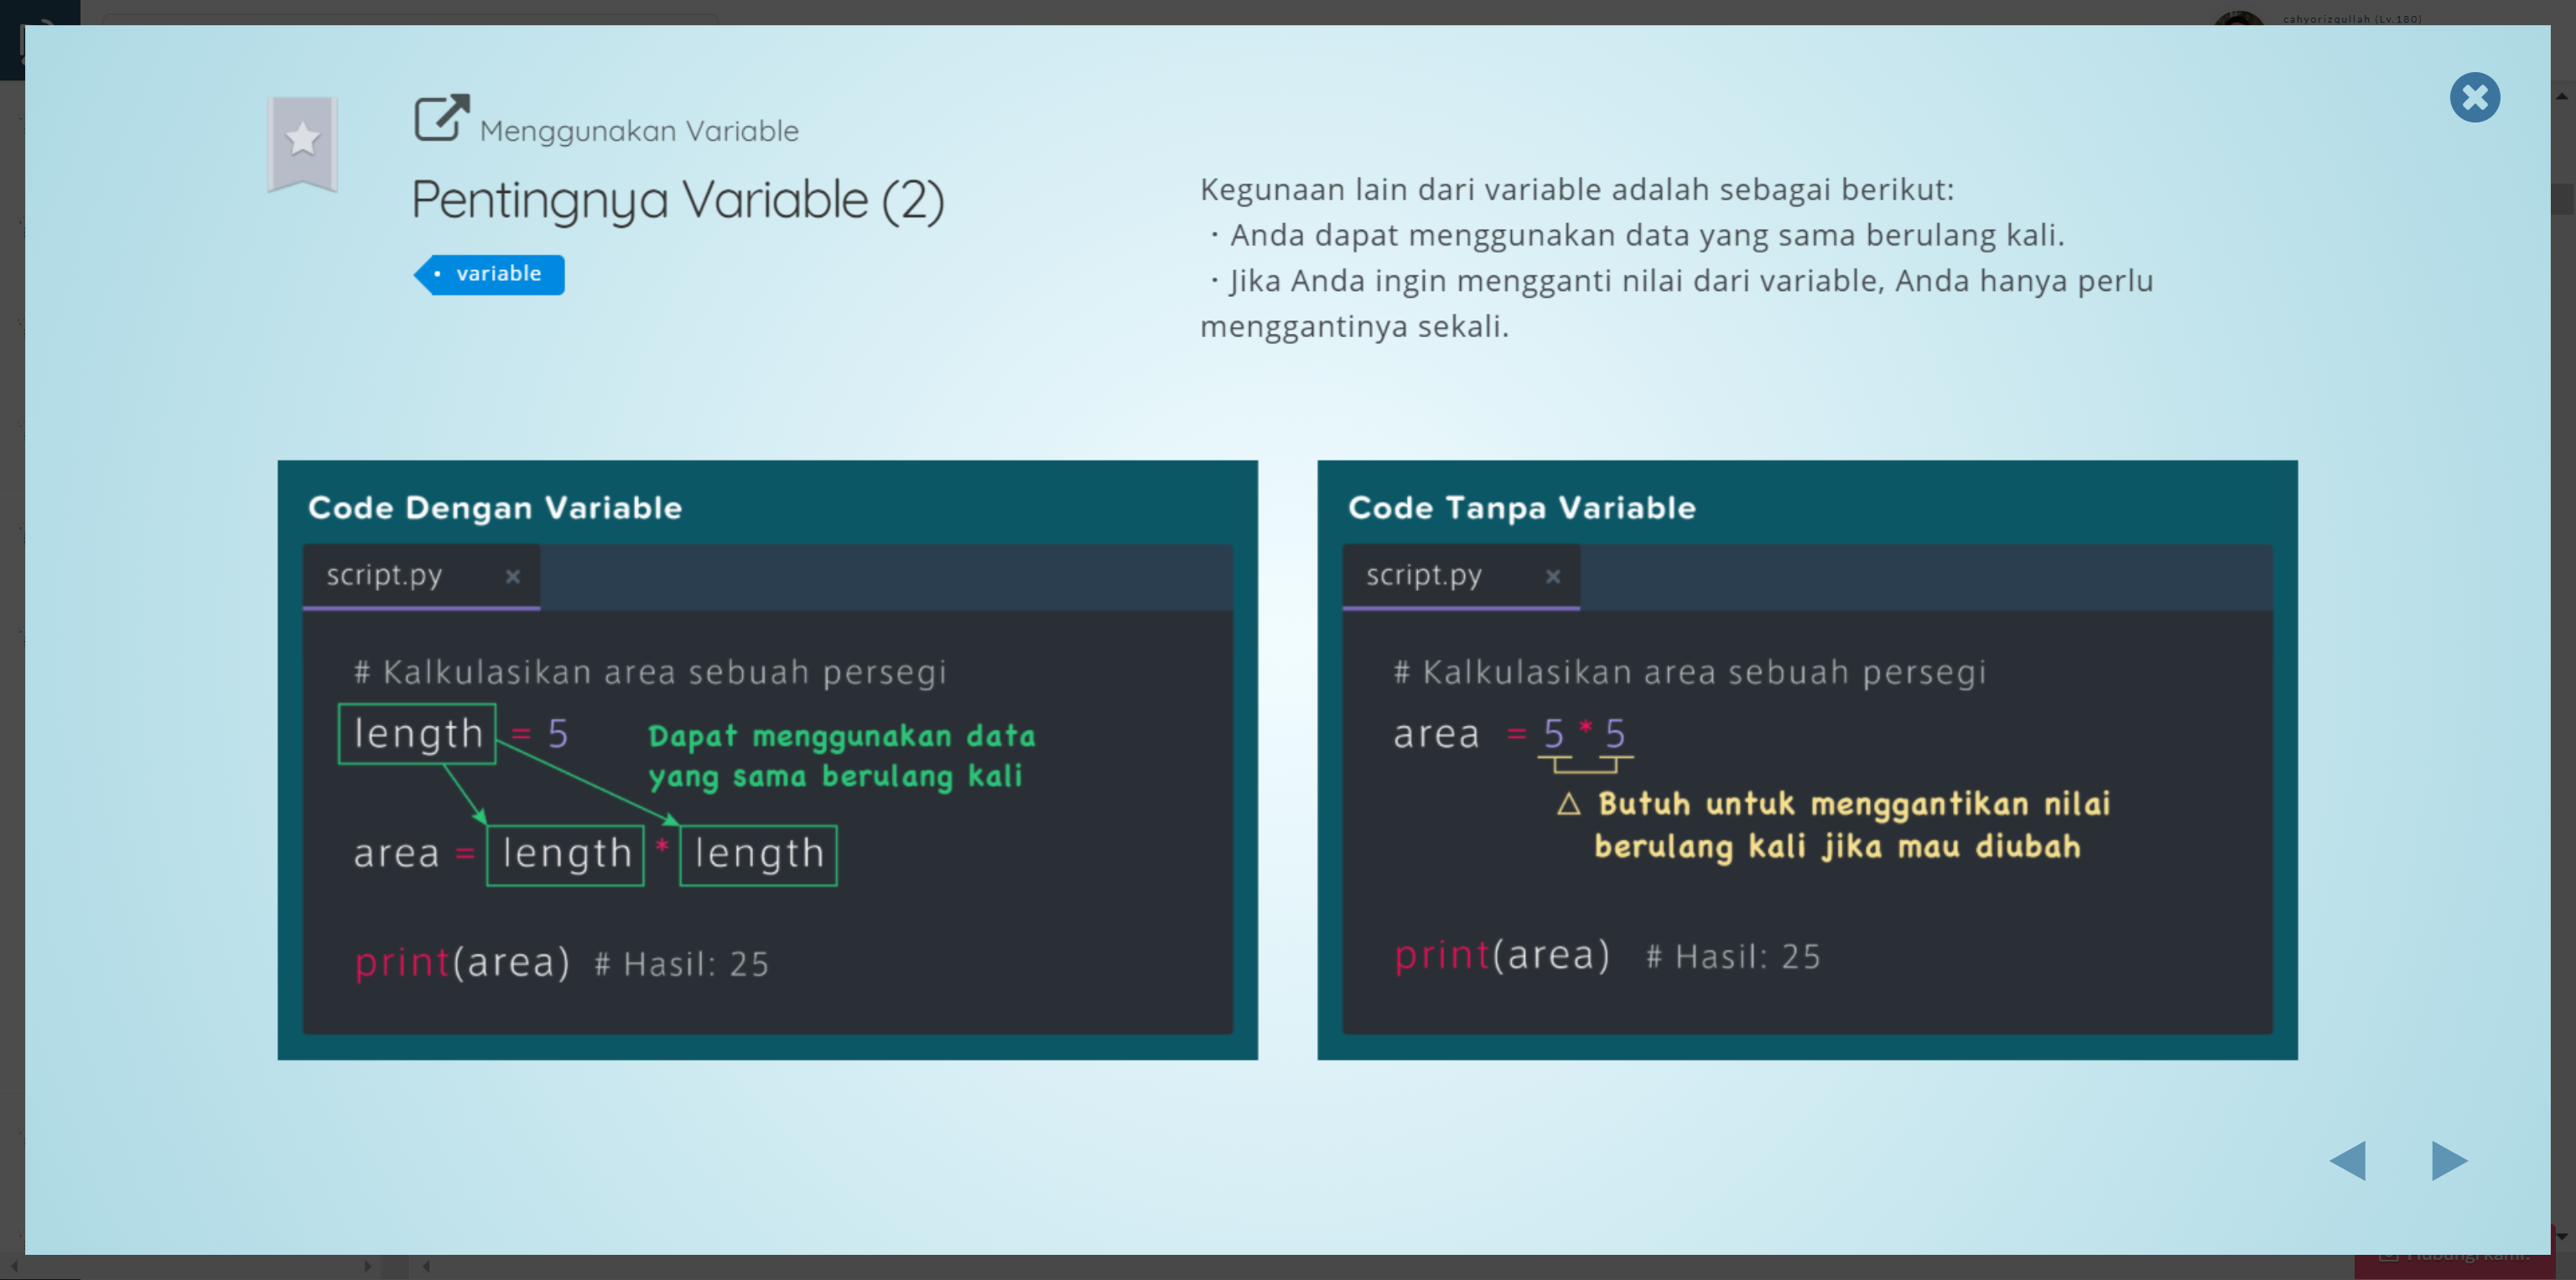 cahyorizqullah (Lv.180)
Menggunakan Variable
Pentingnya Variable (2)
• variable
Kegunaan lain dari variable adalah sebagai berikut:
・Anda dapat menggunakan data yang sama berulang kali.
・Jika Anda ingin mengganti nilai dari variable, Anda hanya perlu
menggantinya sekali.
Code Dengan Variable
script.py ×
# Kalkulasikan area sebuah persegi
length = 5
Dapat menggunakan data
yang sama berulang kali
area = length * length
print(area) # Hasil: 25
Code Tanpa Variable
script.py ×
# Kalkulasikan area sebuah persegi
area = 5 * 5
△ Butuh untuk menggantikan nilai
berulang kali jika mau diubah
print(area) # Hasil: 25